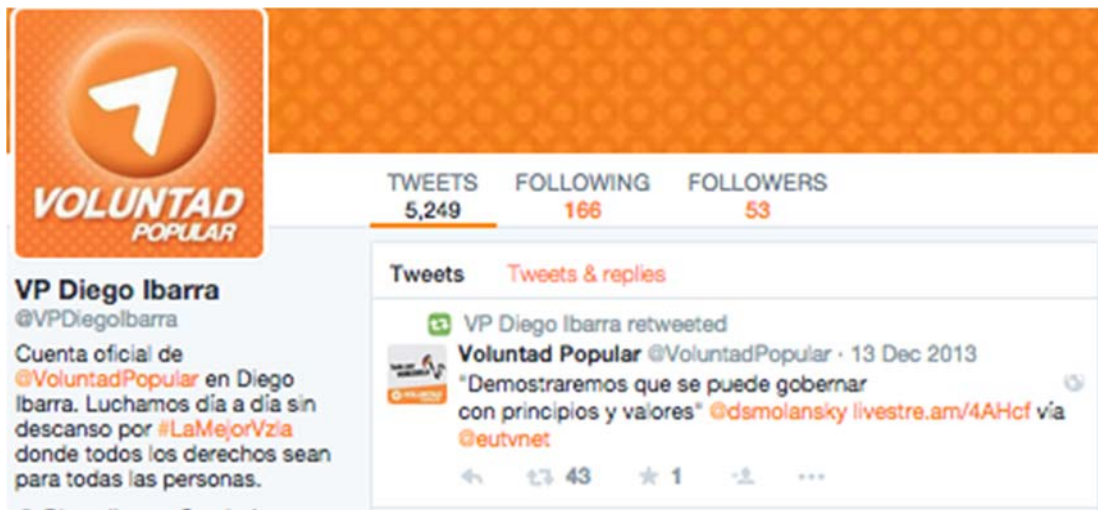 VOLUNTAD
POPULAR
TWEETS FOLLOWING FOLLOWERS
5,249 166 53
VP Diego Ibarra
@VPDiegoIbarra
Cuenta oficial de
@VoluntadPopular en Diego
Ibarra. Luchamos día a día sin
descanso por #LaMejorVzla
donde todos los derechos sean
para todas las personas.
Tweets Tweets & replies
VP Diego Ibarra retweeted
Voluntad Popular @VoluntadPopular · 13 Dec 2013
"Demostraremos que se puede gobernar
con principios y valores" @dsmolansky livestre.am/4AHcf vía
@eutvnet
43 1